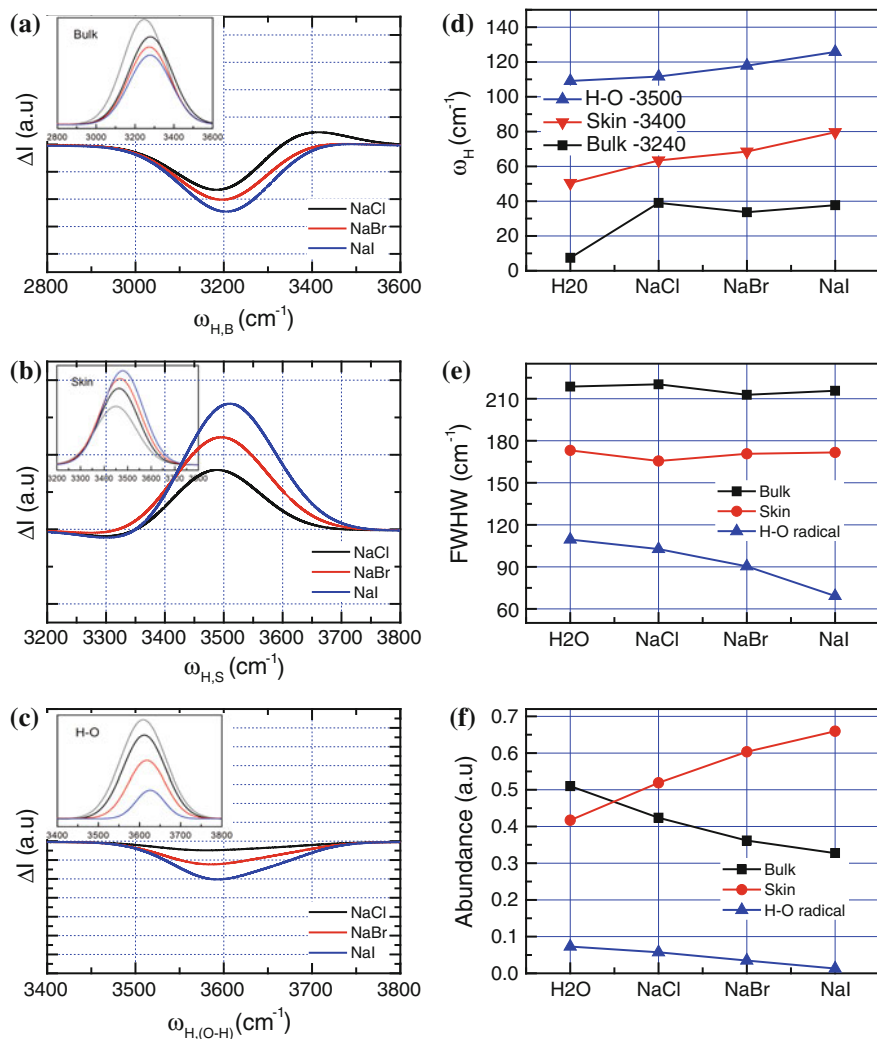 (a)
Bulk
2800 3000 3200 3400 3600
ΔI (a.u)
NaCl
NaBr
NaI
2800 3000 3200 3400 3600
ω_H,B (cm⁻¹)
(b)
Skin
3200 3300 3400 3500 3600 3700 3800
ΔI (a.u)
NaCl
NaBr
NaI
3200 3300 3400 3500 3600 3700 3800
ω_H,S (cm⁻¹)
(c)
H-O
3400 3500 3600 3700 3800
ΔI (a.u)
NaCl
NaBr
NaI
3400 3500 3600 3700 3800
ω_H,(O-H) (cm⁻¹)
(d)
140
120
100
80
60
40
20
0
ω_H (cm⁻¹)
H-O -3500
Skin -3400
Bulk -3240
H20 NaCl NaBr NaI
(e)
210
180
150
120
90
60
FWHW (cm⁻¹)
Bulk
Skin
H-O radical
H2O NaCl NaBr NaI
(f)
0.7
0.6
0.5
0.4
0.3
0.2
0.1
0.0
Abundance (a.u)
Bulk
Skin
H-O radical
H2O NaCl NaBr NaI